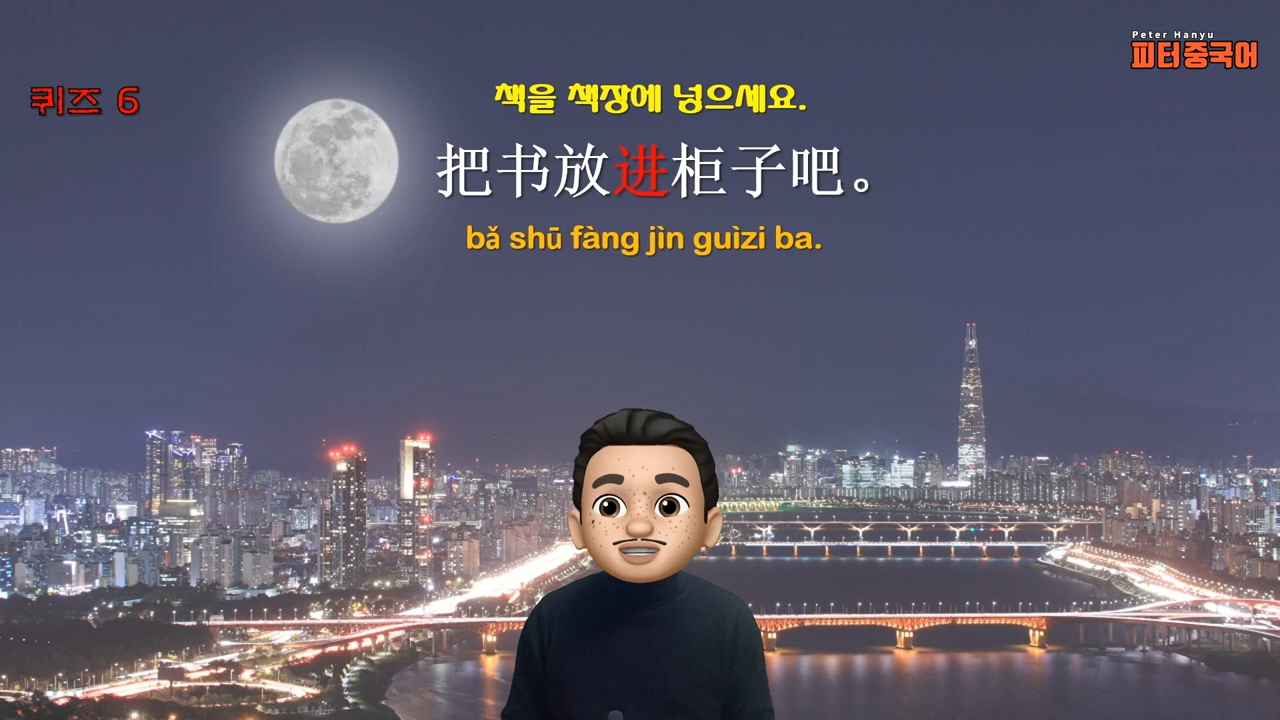 Peter Hanyu
피터 중국어
퀴즈 6
책을 책장에 넣으세요.
把书放进柜子吧。
bǎ shū fàng jìn guìzi ba.